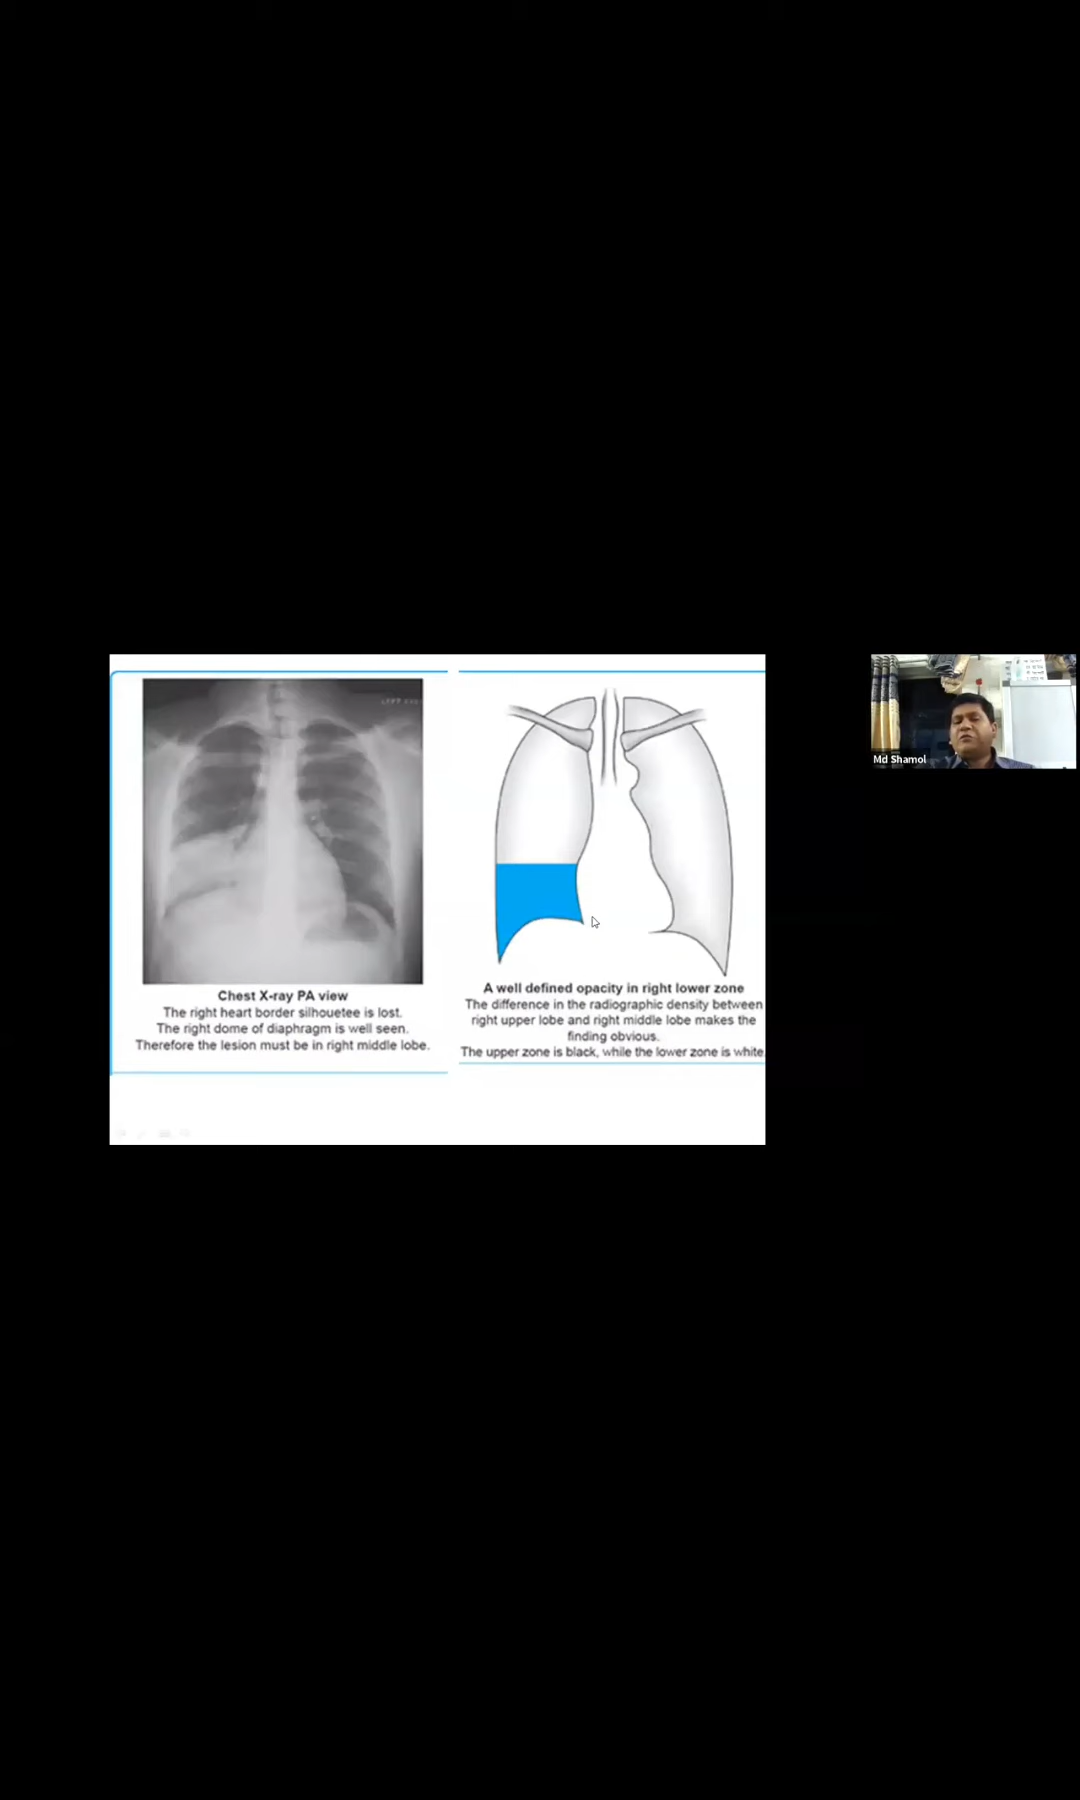 Chest X-ray PA view
The right heart border silhouetee is lost.
The right dome of diaphragm is well seen.
Therefore the lesion must be in right middle lobe.
A well defined opacity in right lower zone
The difference in the radiographic density between
right upper lobe and right middle lobe makes the
finding obvious.
The upper zone is black, while the lower zone is white.
Md Shamol